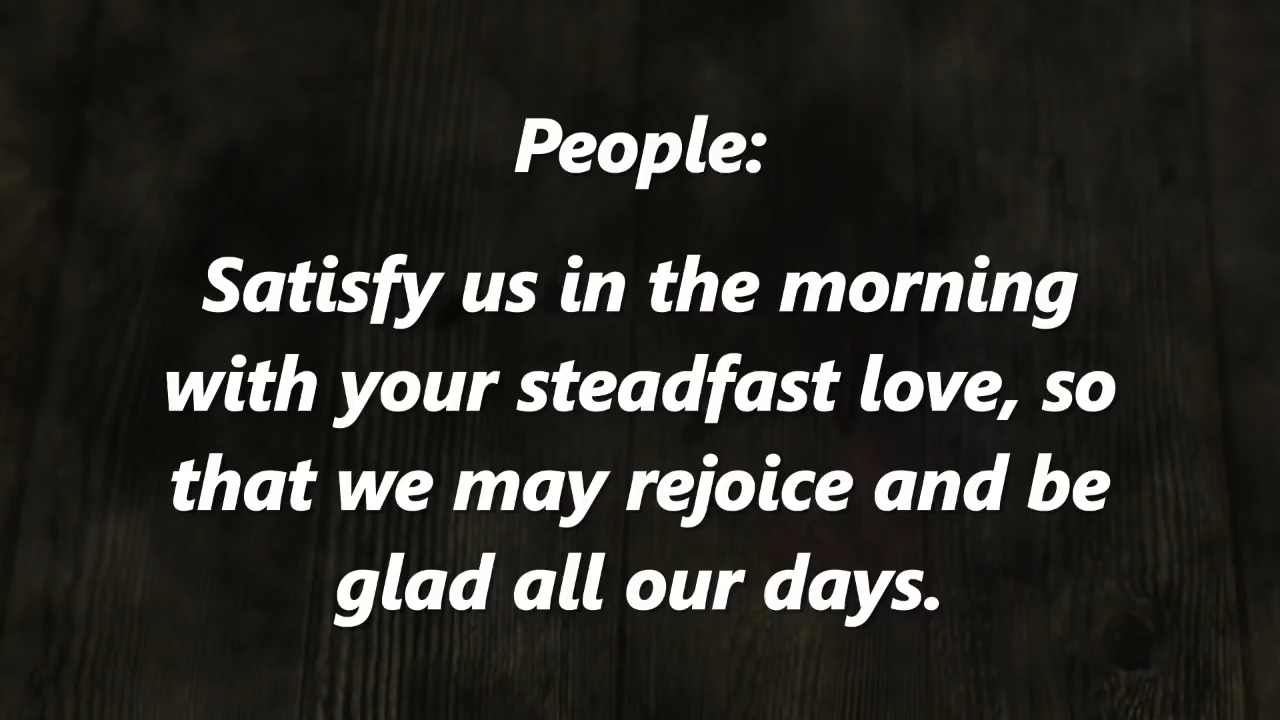 People:
Satisfy us in the morning
with your steadfast love, so
that we may rejoice and be
glad all our days.